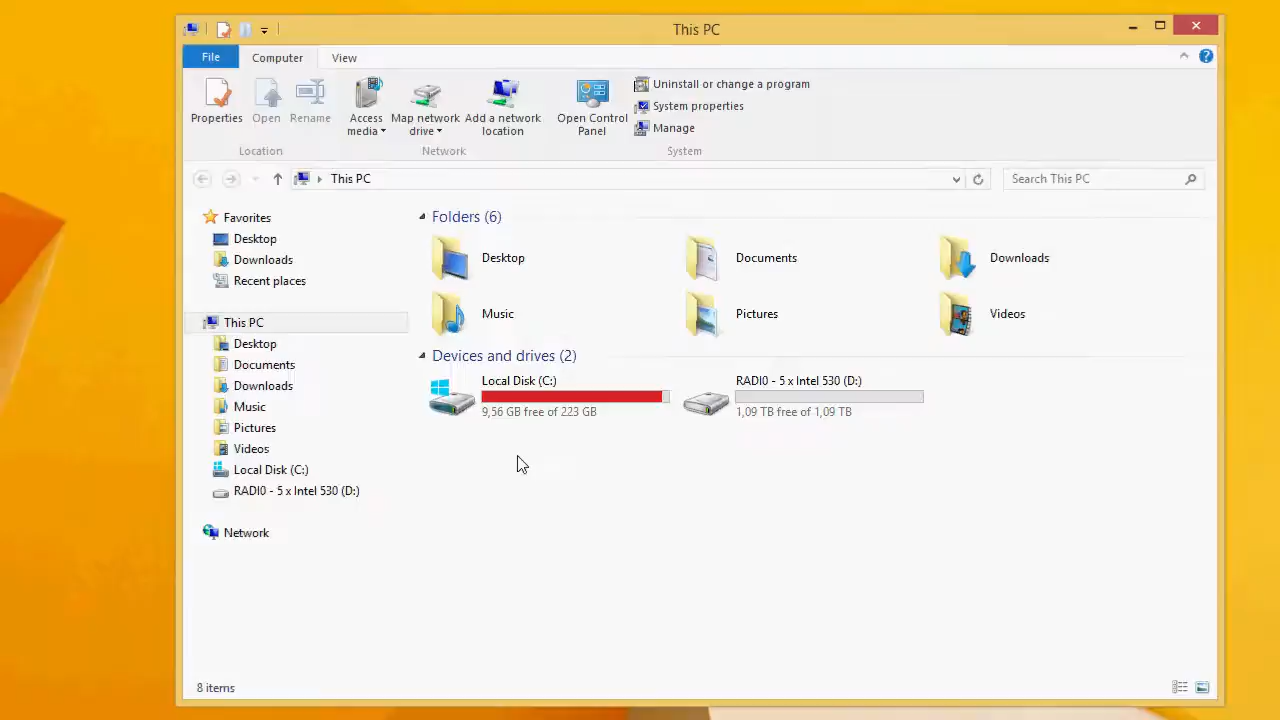 This PC
File
Computer
View
Properties
Open
Rename
Access media
Map network drive
Add a network location
Open Control Panel
Uninstall or change a program
System properties
Manage
Location
Network
System
This PC
Search This PC
Favorites
Desktop
Downloads
Recent places
This PC
Desktop
Documents
Downloads
Music
Pictures
Videos
Local Disk (C:)
RADI0 - 5 x Intel 530 (D:)
Network
Folders (6)
Desktop
Documents
Downloads
Music
Pictures
Videos
Devices and drives (2)
Local Disk (C:)
9,56 GB free of 223 GB
RADI0 - 5 x Intel 530 (D:)
1,09 TB free of 1,09 TB
8 items